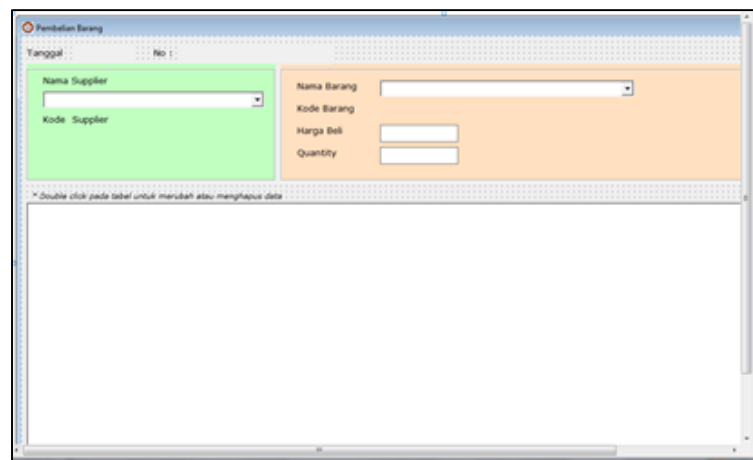 Pembelian Barang
Tanggal No :
Nama Supplier
Kode Supplier
Nama Barang
Kode Barang
Harga Beli
Quantity
* Double click pada tabel untuk merubah atau menghapus data